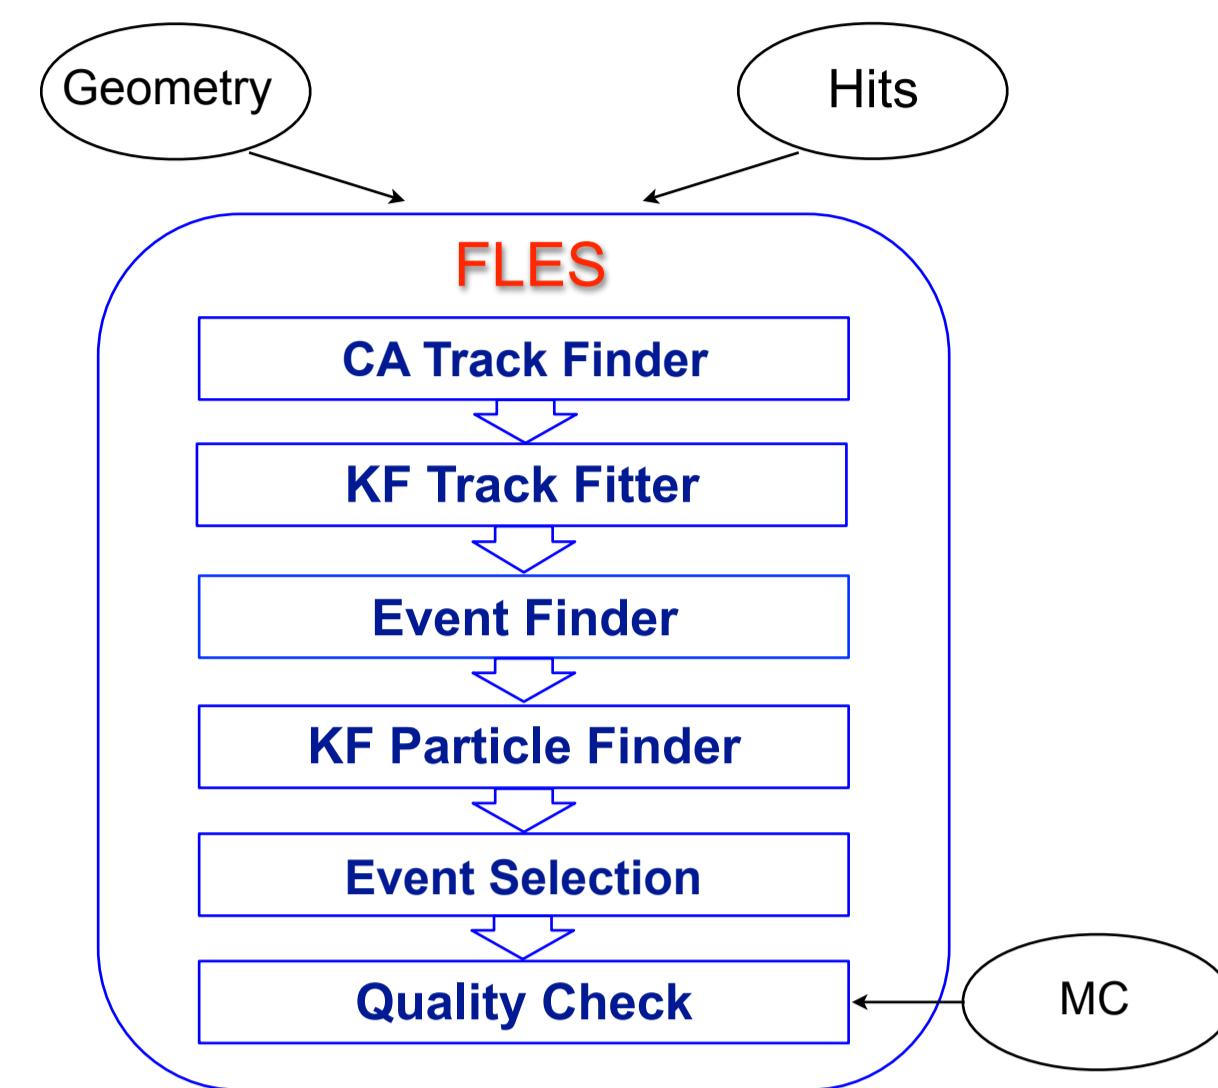 Geometry
Hits
FLES
CA Track Finder
KF Track Fitter
Event Finder
KF Particle Finder
Event Selection
Quality Check
MC